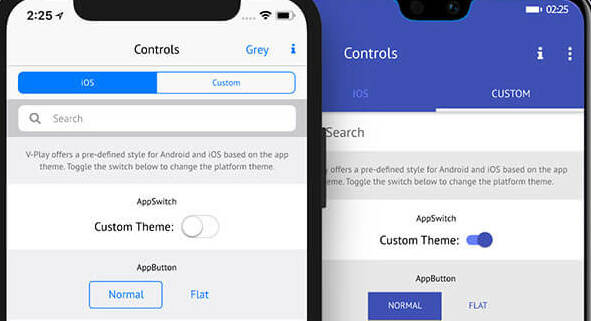 2:25
Controls
Grey
i
iOS
Custom
Search
V-Play offers a pre-defined style for Android and iOS based on the app
theme. Toggle the switch below to change the platform theme.
AppSwitch
Custom Theme:
AppButton
Normal
Flat
02:25
Controls
i
IOS
CUSTOM
Search
offers a pre-defined style for Android and iOS based on the app
theme. Toggle the switch below to change the platform theme.
AppSwitch
Custom Theme:
AppButton
NORMAL
FLAT